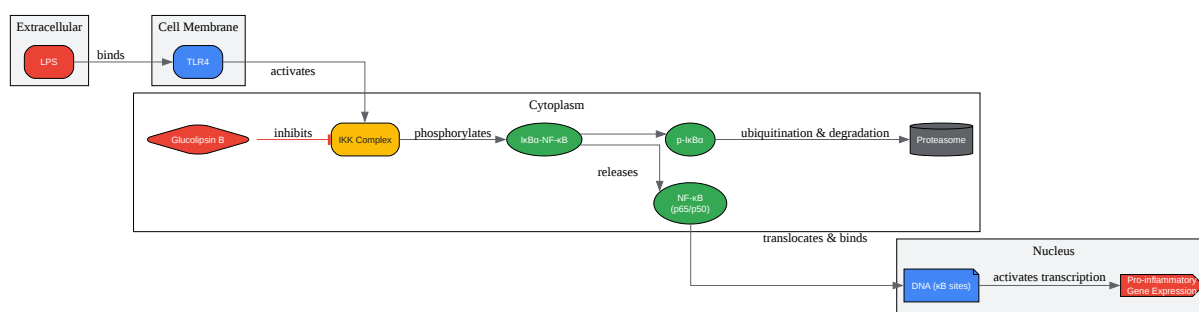 Extracellular
Cell Membrane
LPS
binds
TLR4
activates
Cytoplasm
Glucolipsin B
inhibits
IKK Complex
phosphorylates
IκBα-NF-κB
p-IκBα
ubiquitination & degradation
Proteasome
releases
NF-κB
(p65/p50)
translocates & binds
Nucleus
DNA (κB sites)
activates transcription
Pro-inflammatory
Gene Expression